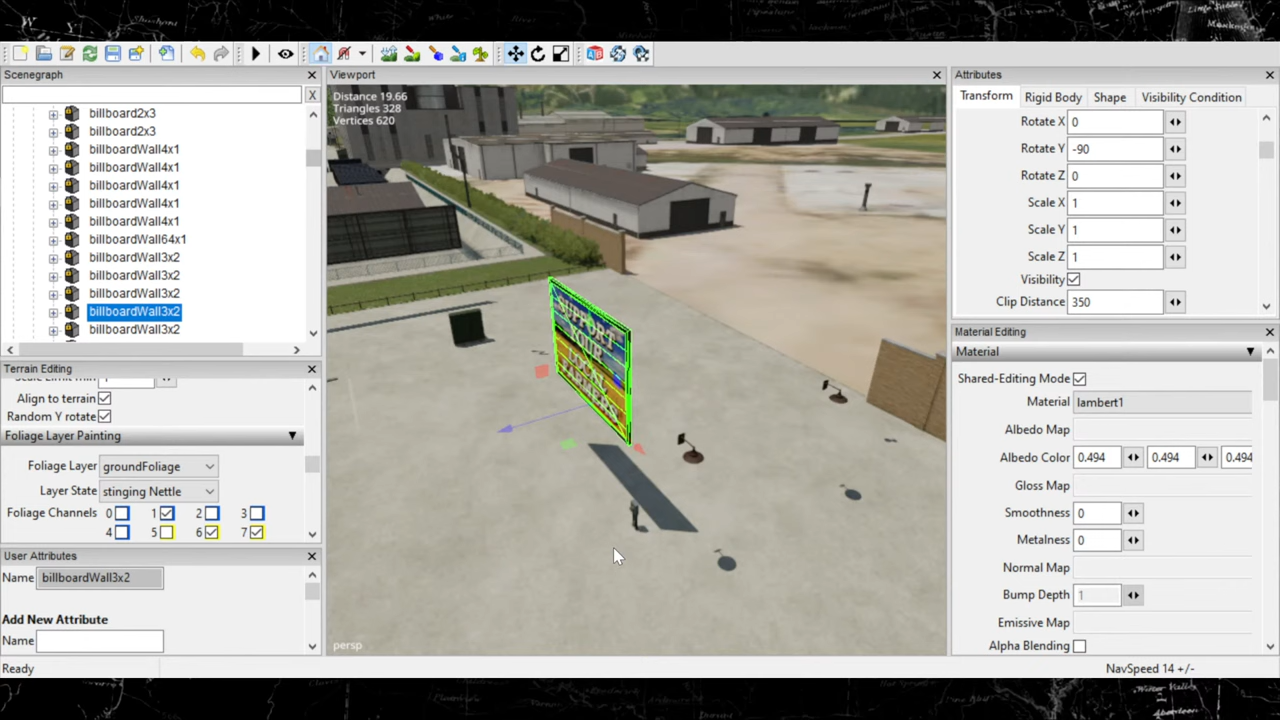 Scenegraph
X
billboard2x3
billboard2x3
billboardWall4x1
billboardWall4x1
billboardWall4x1
billboardWall4x1
billboardWall4x1
billboardWall64x1
billboardWall3x2
billboardWall3x2
billboardWall3x2
billboardWall3x2
billboardWall3x2
Terrain Editing
Align to terrain
Random Y rotate
Foliage Layer Painting
Foliage Layer groundFoliage
Layer State stinging Nettle
Foliage Channels 0 1 2 3
4 5 6 7
User Attributes
Name billboardWall3x2
Add New Attribute
Name
Ready
Viewport
Distance 19.66
Triangles 328
Vertices 620
SUPPORT
YOUR
LOCAL
persp
Attributes
Transform Rigid Body Shape Visibility Condition
Rotate X 0
Rotate Y -90
Rotate Z 0
Scale X 1
Scale Y 1
Scale Z 1
Visibility
Clip Distance 350
Material Editing
Material
Shared-Editing Mode
Material lambert1
Albedo Map
Albedo Color 0.494 0.494 0.494
Gloss Map
Smoothness 0
Metalness 0
Normal Map
Bump Depth 1
Emissive Map
Alpha Blending
NavSpeed 14 +/-